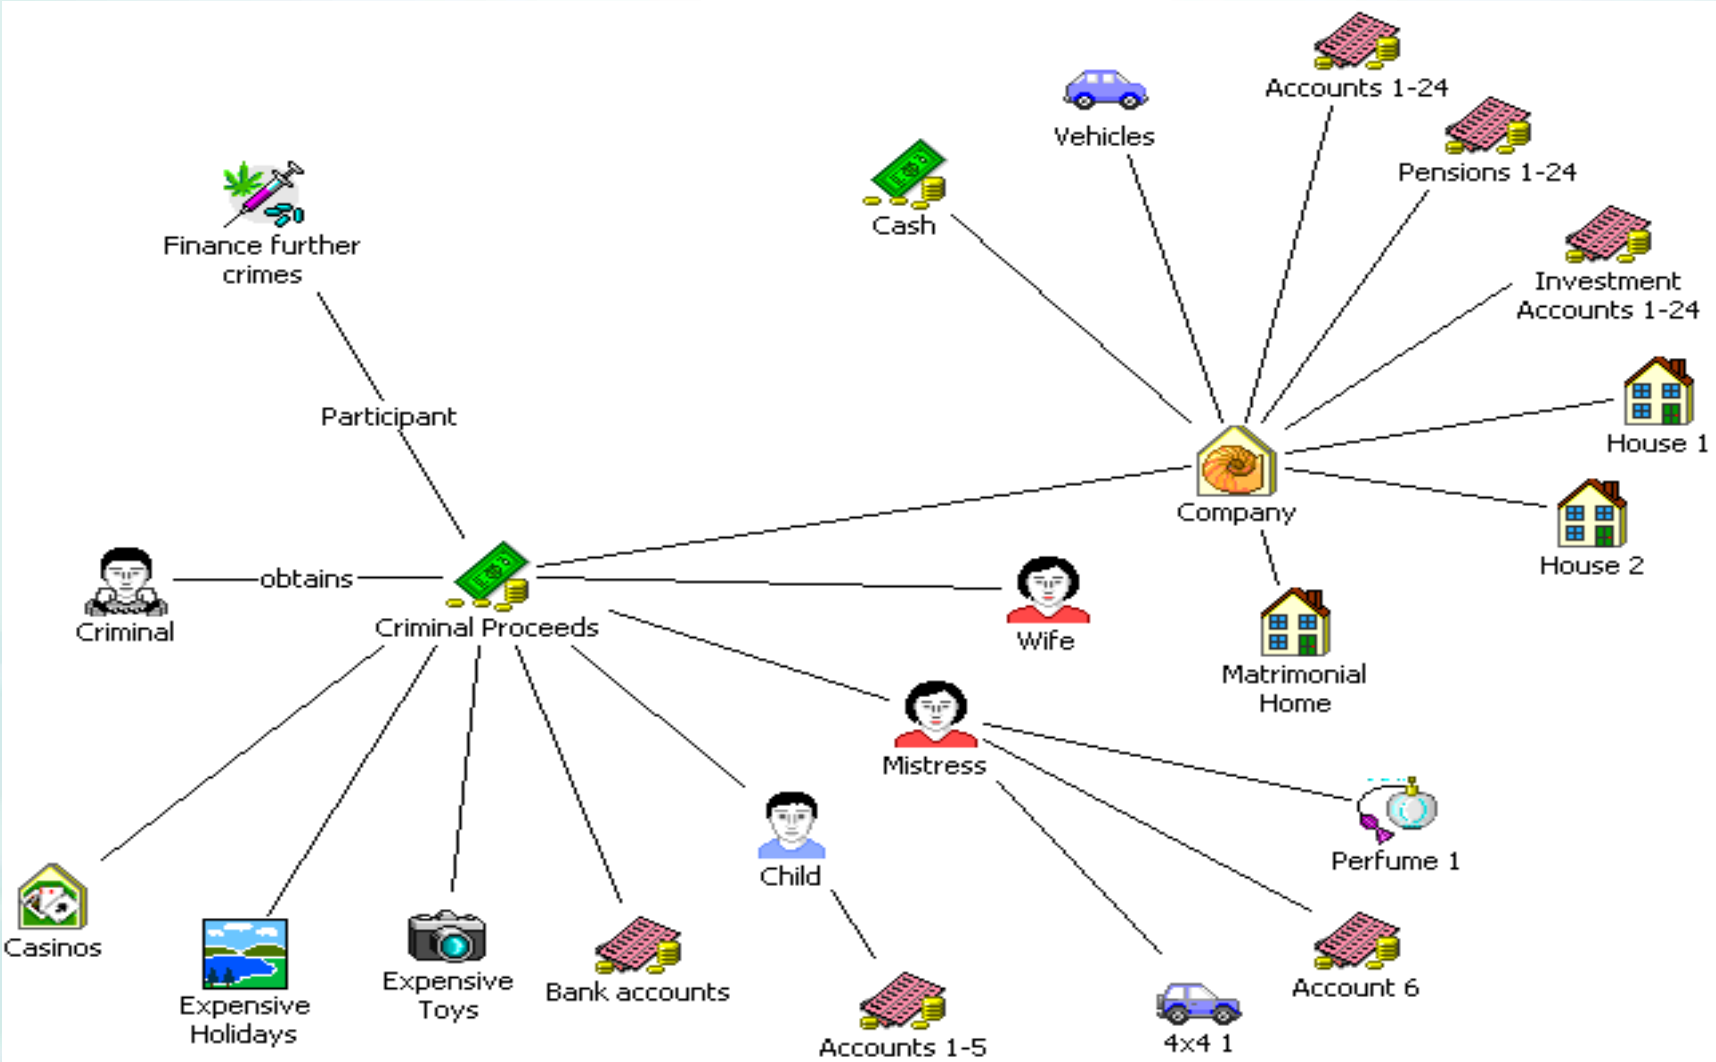 Accounts 1-24
Vehicles
Pensions 1-24
Cash
Finance further
crimes
Investment
Accounts 1-24
Participant
House 1
Company
House 2
obtains
Criminal
Criminal Proceeds
Wife
Matrimonial
Home
Mistress
Perfume 1
Child
Casinos
Expensive
Toys
Bank accounts
Account 6
Expensive
Holidays
Accounts 1-5
4x4 1